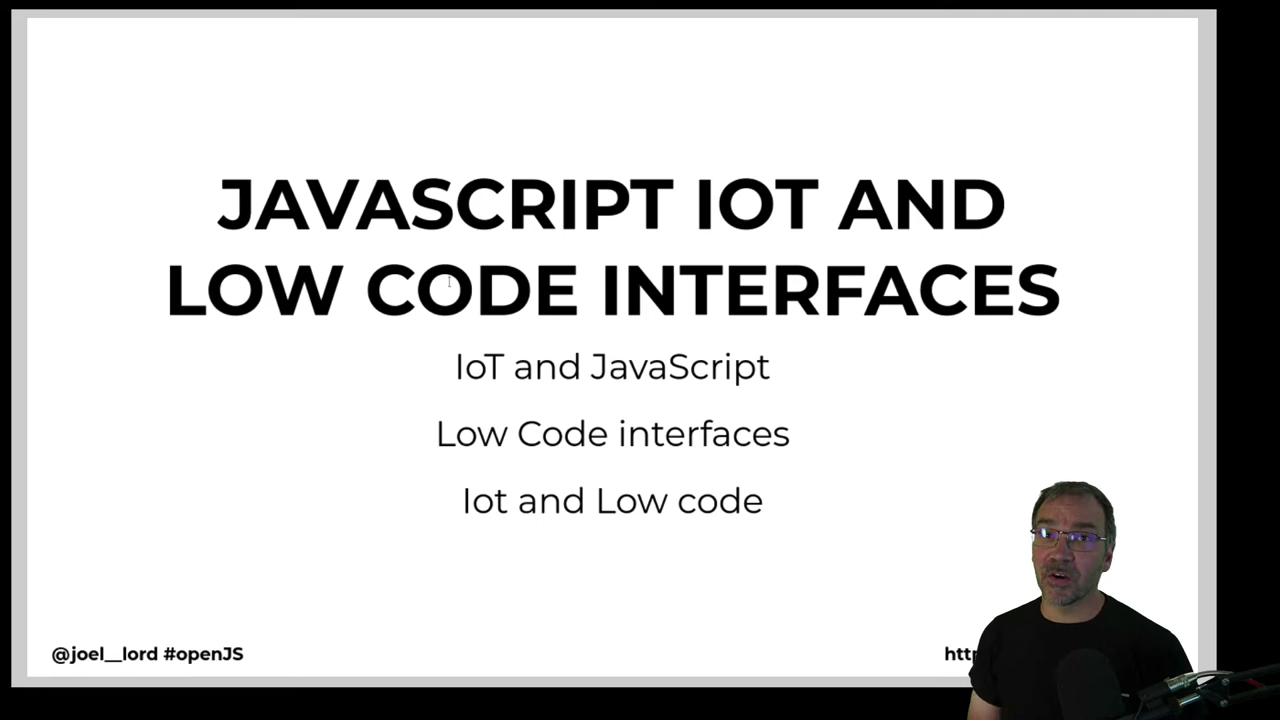 JAVASCRIPT IOT AND
LOW CODE INTERFACES
IoT and JavaScript
Low Code interfaces
Iot and Low code
@joel__lord #openJS